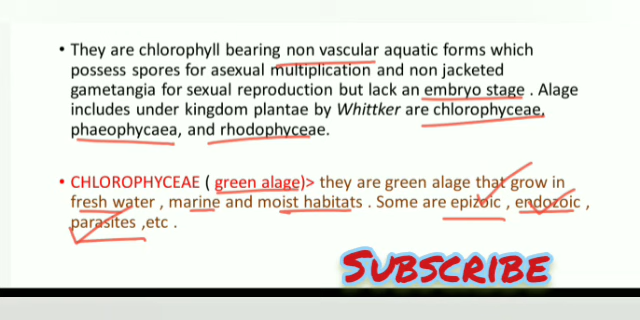 • They are chlorophyll bearing non vascular aquatic forms which
possess spores for asexual multiplication and non jacketed
gametangia for sexual reproduction but lack an embryo stage . Alage
includes under kingdom plantae by Whittker are chlorophyceae,
phaeophycaea, and rhodophyceae.
• CHLOROPHYCEAE ( green alage)> they are green alage that grow in
fresh water , marine and moist habitats . Some are epizoic , endozoic ,
parasites ,etc .
SUBSCRIBE